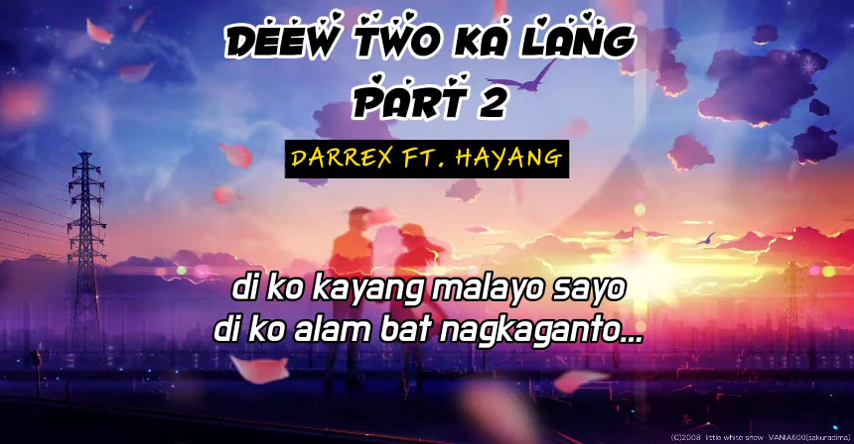 DEEW TWO KA LANG
PART 2
DARREX FT. HAYANG
di ko kayang malayo sayo
di ko alam bat nagkaganto...
(C)2008 little white snow VANIA600(sakuradima)